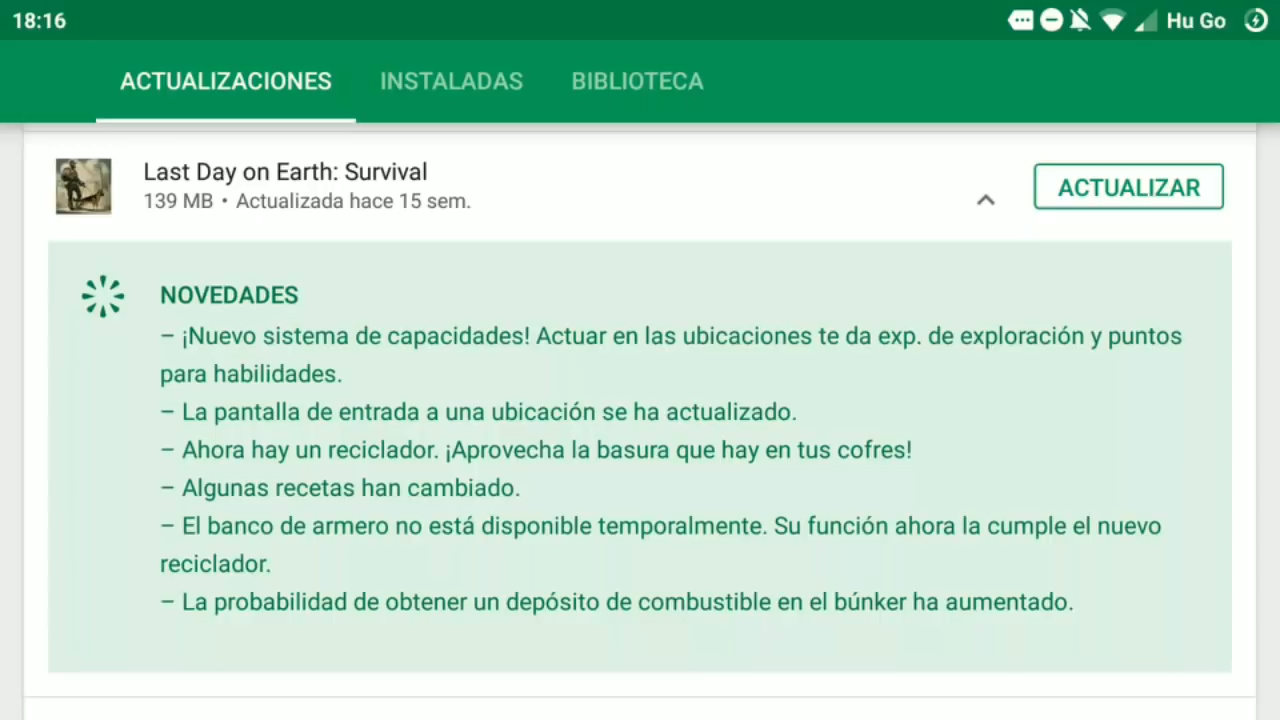 18:16 Hu Go
ACTUALIZACIONES INSTALADAS BIBLIOTECA
Last Day on Earth: Survival
139 MB • Actualizada hace 15 sem.
ACTUALIZAR
NOVEDADES
– ¡Nuevo sistema de capacidades! Actuar en las ubicaciones te da exp. de exploración y puntos
para habilidades.
– La pantalla de entrada a una ubicación se ha actualizado.
– Ahora hay un reciclador. ¡Aprovecha la basura que hay en tus cofres!
– Algunas recetas han cambiado.
– El banco de armero no está disponible temporalmente. Su función ahora la cumple el nuevo
reciclador.
– La probabilidad de obtener un depósito de combustible en el búnker ha aumentado.